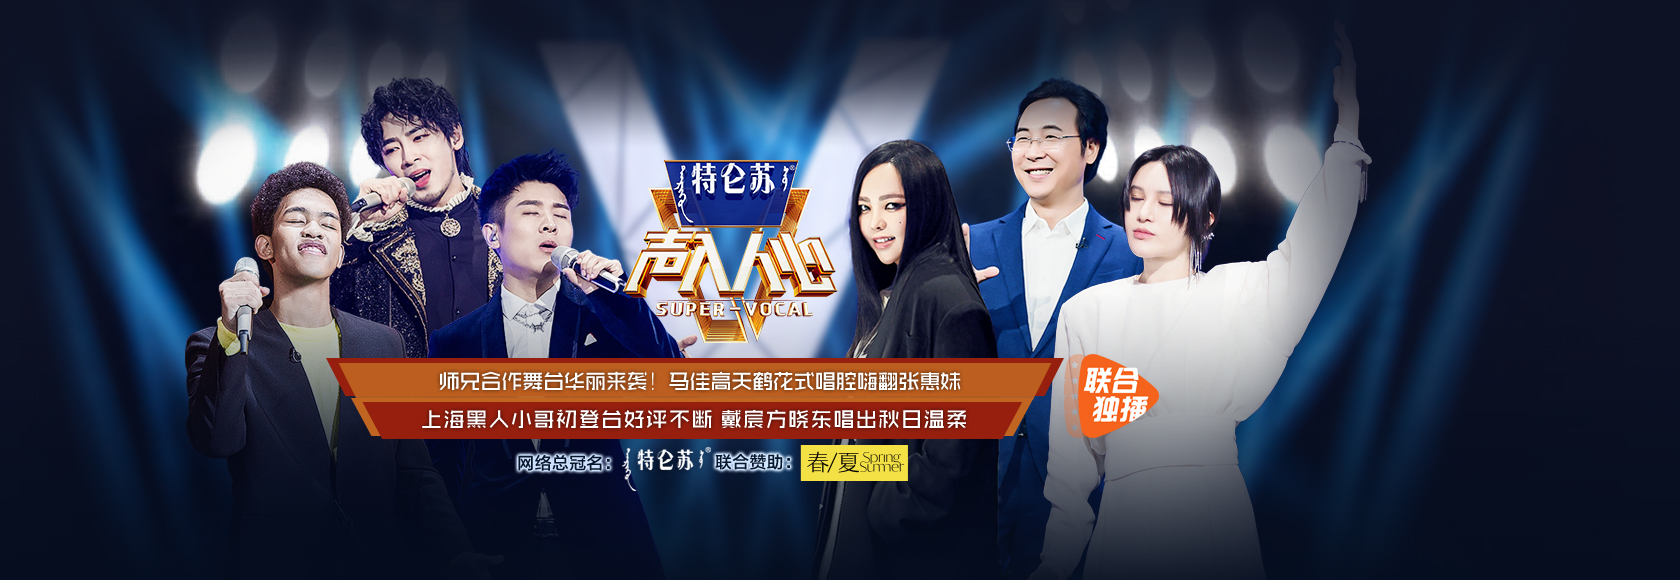 特仑苏®
声入人心
SUPER-VOCAL
师兄合作舞台华丽来袭！马佳高天鹤花式唱腔嗨翻张惠妹
上海黑人小哥初登台好评不断 戴宸方晓东唱出秋日温柔
联合
独播
网络总冠名：特仑苏® 联合赞助：春/夏 Spring Summer